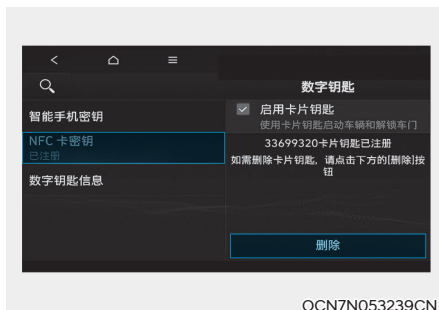 数字钥匙
智能手机密钥
NFC 卡密钥
已注册
数字钥匙信息
启用卡片钥匙
使用卡片钥匙启动车辆和解锁车门
33699320卡片钥匙已注册
如需删除卡片钥匙，请点击下方的[删除]按
钮
删除
OCN7N053239CN